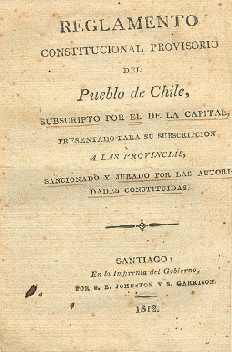 REGLAMENTO
CONSTITUCIONAL PROVISORIO
DEL
Pueblo de Chile,
SUBSCRIPTO POR EL DE LA CAPITAL,
PRESENTADO PARA SU SUBSCRIPCION
A LAS PROVINCIAS,
SANCIONADO Y JURADO POR LAS AUTORI-
DADES CONSTITUIDAS.
SANTIAGO:
En la Imprenta del Gobierno,
POR S. B. JOHNSTON Y S. GARRISON.
1812.